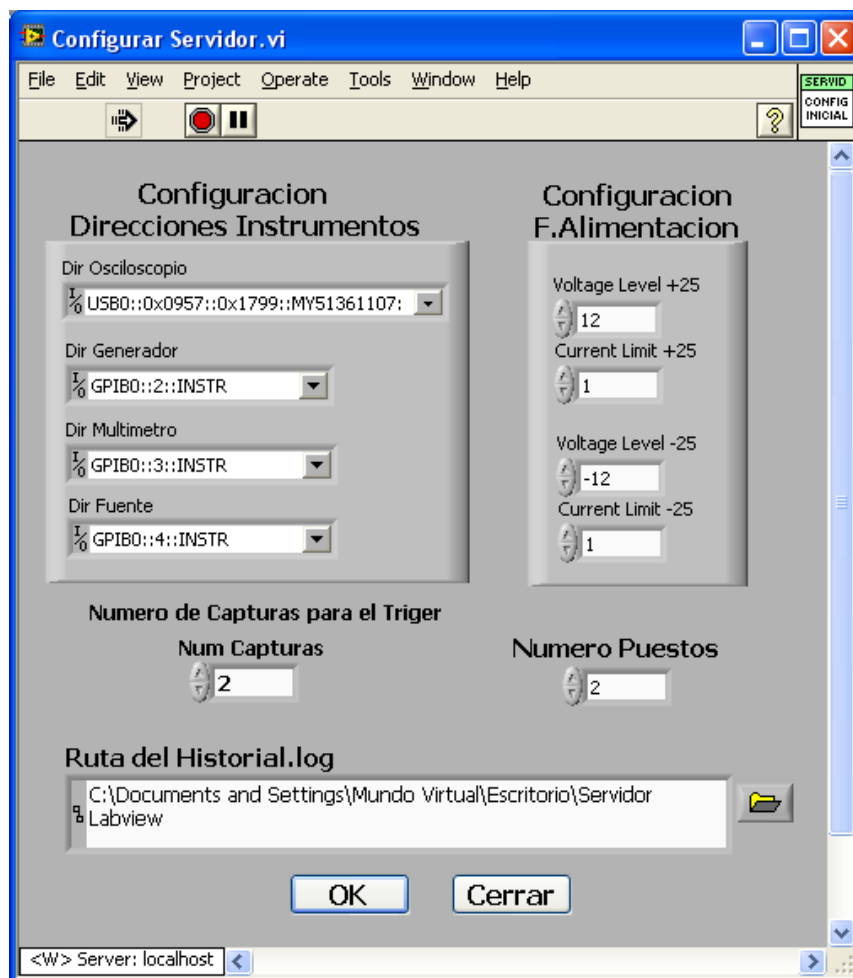 Configurar Servidor.vi
File Edit View Project Operate Tools Window Help
SERVID
CONFIG
INICIAL
Configuracion
Direcciones Instrumentos
Dir Osciloscopio
USB0::0x0957::0x1799::MY51361107:
Dir Generador
GPIB0::2::INSTR
Dir Multimetro
GPIB0::3::INSTR
Dir Fuente
GPIB0::4::INSTR
Configuracion
F.Alimentacion
Voltage Level +25
12
Current Limit +25
1
Voltage Level -25
-12
Current Limit -25
1
Numero de Capturas para el Triger
Num Capturas
2
Numero Puestos
2
Ruta del Historial.log
C:\Documents and Settings\Mundo Virtual\Escritorio\Servidor
Labview
OK Cerrar
<W> Server: localhost